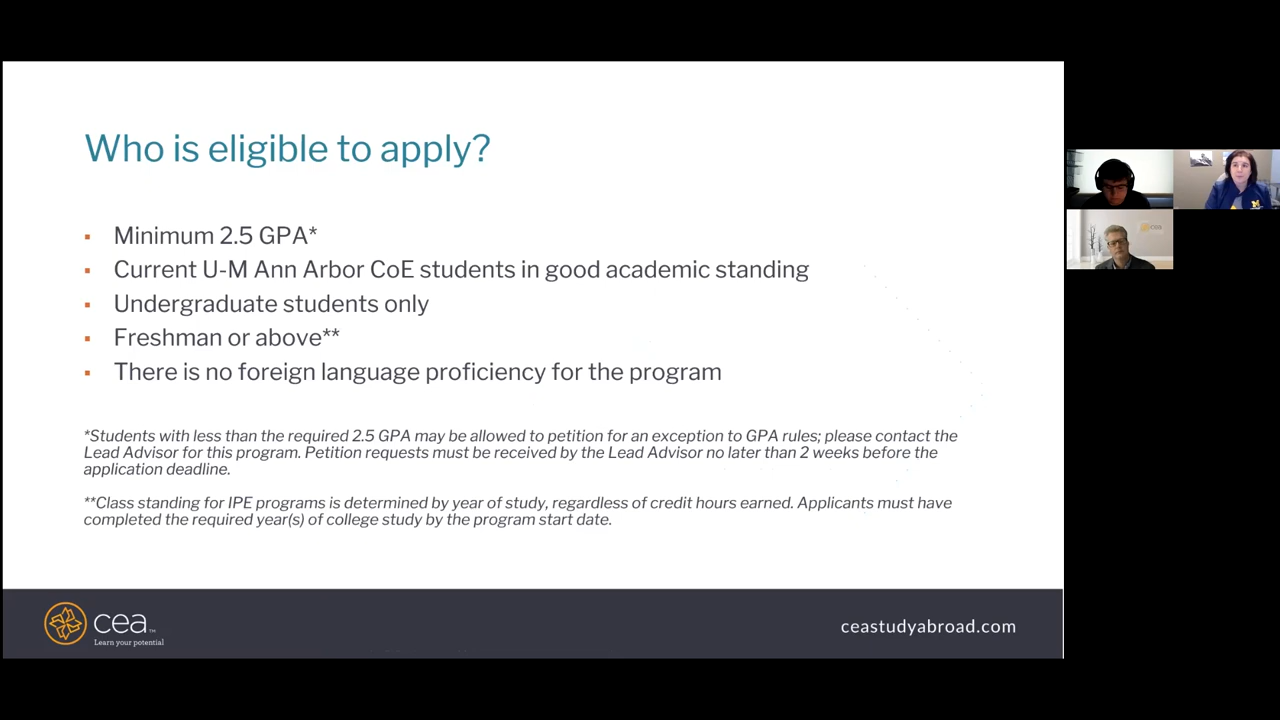 Who is eligible to apply?
▪ Minimum 2.5 GPA*
▪ Current U-M Ann Arbor CoE students in good academic standing
▪ Undergraduate students only
▪ Freshman or above**
▪ There is no foreign language proficiency for the program
*Students with less than the required 2.5 GPA may be allowed to petition for an exception to GPA rules; please contact the
Lead Advisor for this program. Petition requests must be received by the Lead Advisor no later than 2 weeks before the
application deadline.
**Class standing for IPE programs is determined by year of study, regardless of credit hours earned. Applicants must have
completed the required year(s) of college study by the program start date.
cea™
Learn your potential
ceastudyabroad.com
M
cea